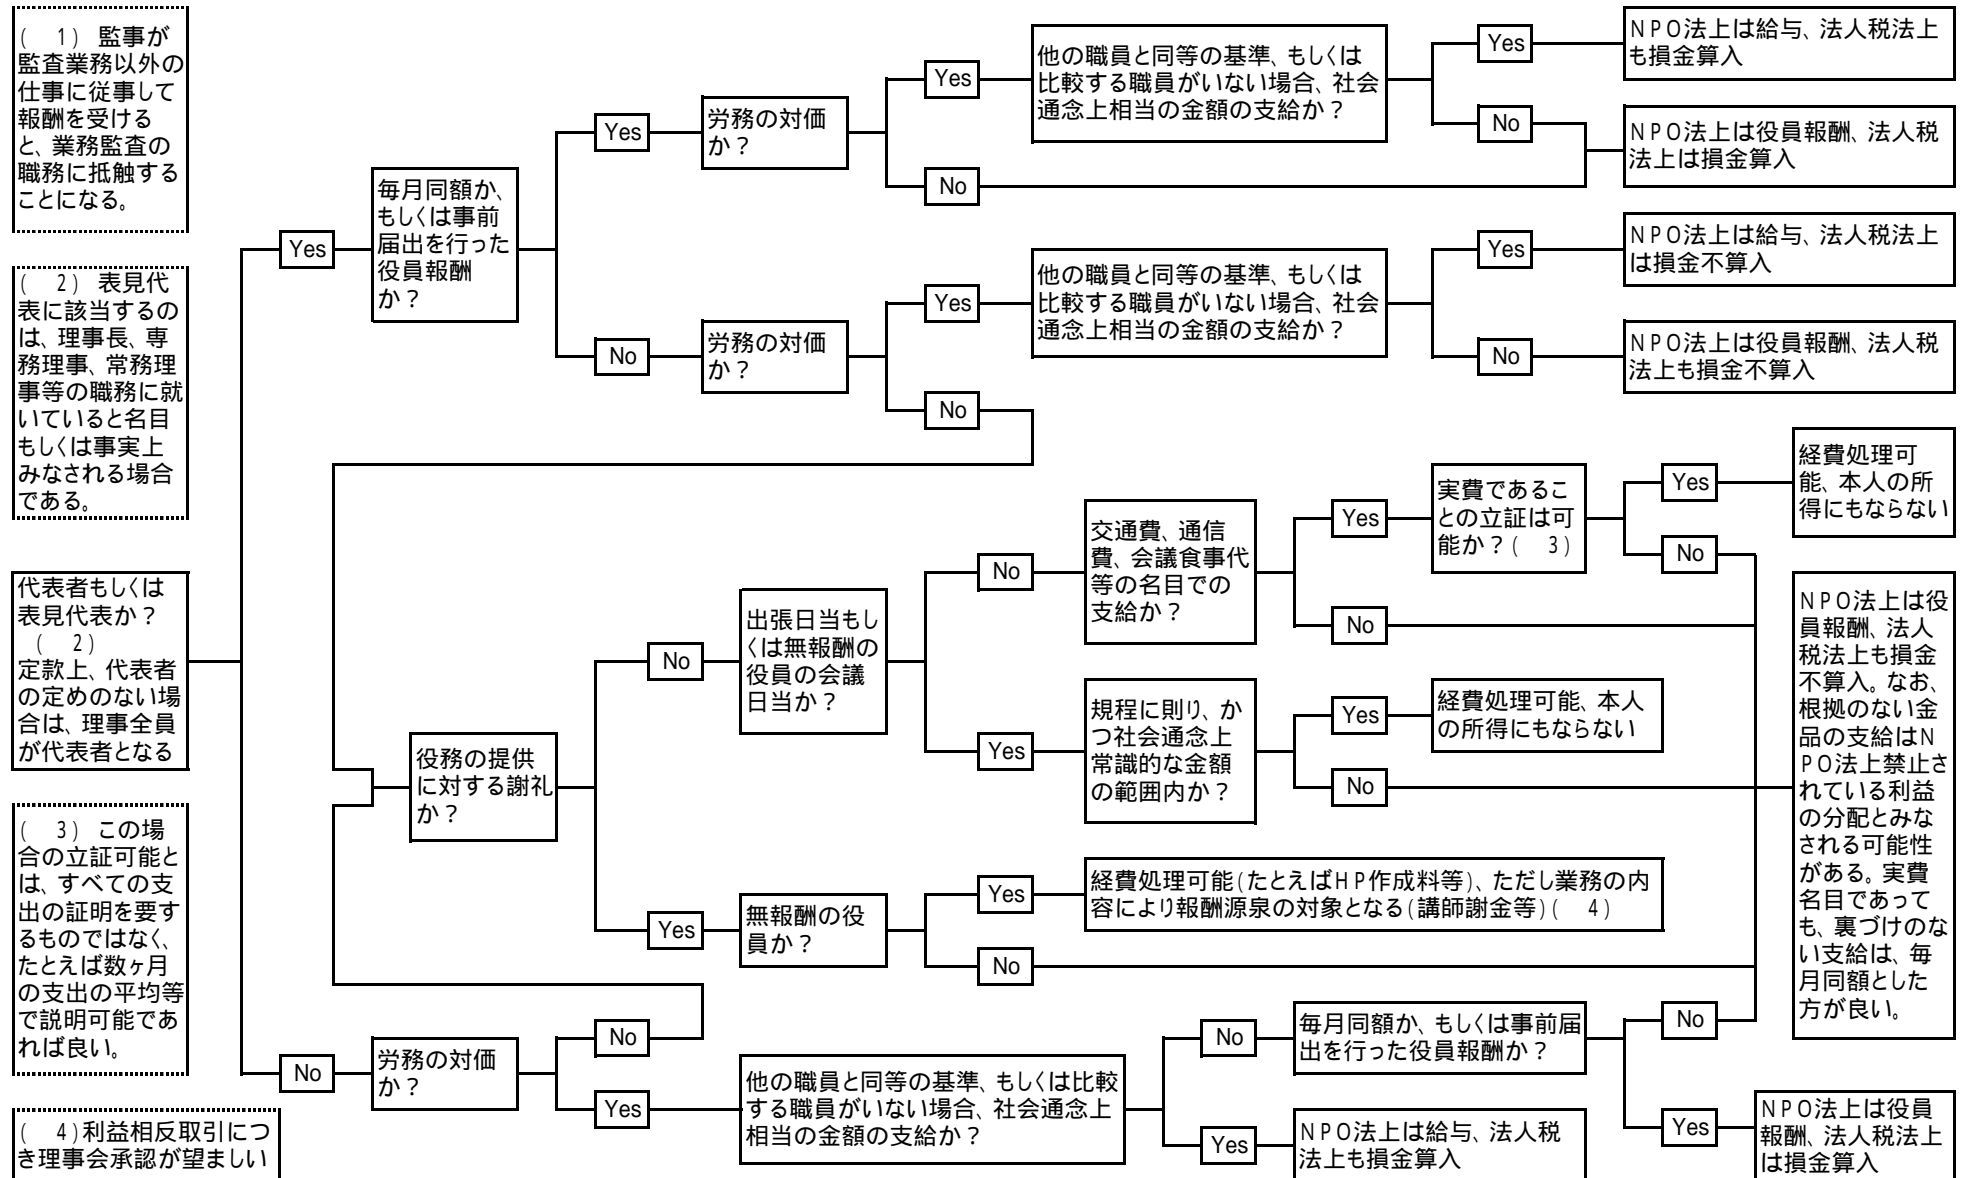 ( 1) 監事が
監査業務以外の
仕事に従事して
報酬を受ける
と、業務監査の
職務に抵触する
ことになる。
( 2) 表見代
表に該当するの
は、理事長、専
務理事、常務理
事等の職務に就
いていると名目
もしくは事実上
みなされる場合
である。
代表者もしくは
表見代表か?
( 2)
定款上、代表者
の定めのない場
合は、理事全員
が代表者となる
( 3) この場
合の立証可能と
は、すべての支
出の証明を要す
るものではなく、
たとえば数ヶ月
の支出の平均等
で説明可能であ
れば良い。
( 4)利益相反取引につ
き理事会承認が望ましい
Yes
毎月同額か、
もしくは事前
届出を行った
役員報酬
か?
Yes
労務の対価
か?
Yes
他の職員と同等の基準、もしくは
比較する職員がいない場合、社会
通念上相当の金額の支給か?
Yes
NPO法上は給与、法人税法上
も損金算入
No
NPO法上は役員報酬、法人税
法上は損金算入
No
No
労務の対価
か?
Yes
他の職員と同等の基準、もしくは
比較する職員がいない場合、社会
通念上相当の金額の支給か?
Yes
NPO法上は給与、法人税法上
は損金不算入
No
NPO法上は役員報酬、法人税
法上も損金不算入
No
役務の提供
に対する謝礼
か?
No
出張日当もし
くは無報酬の
役員の会議
日当か?
No
交通費、通信
費、会議食事代
等の名目での
支給か?
Yes
実費であるこ
との立証は可
能か?( 3)
Yes
経費処理可
能、本人の所
得にもならない
No
No
Yes
規程に則り、か
つ社会通念上
常識的な金額
の範囲内か?
Yes
経費処理可能、本人
の所得にもならない
No
NPO法上は役
員報酬、法人
税法上も損金
不算入。なお、
根拠のない金
品の支給はN
PO法上禁止さ
れている利益
の分配とみな
される可能性
がある。実費
名目であって
も、裏づけのな
い支給は、毎
月同額とした
方が良い。
Yes
無報酬の役
員か?
Yes
経費処理可能(たとえばHP作成料等)、ただし業務の内
容により報酬源泉の対象となる(講師謝金等)( 4)
No
No
労務の対価
か?
No
Yes
他の職員と同等の基準、もしくは比較
する職員がいない場合、社会通念上
相当の金額の支給か?
No
毎月同額か、もしくは事前届
出を行った役員報酬か?
No
Yes
NPO法上は役員
報酬、法人税法上
は損金算入
Yes
NPO法上は給与、法人税
法上も損金算入